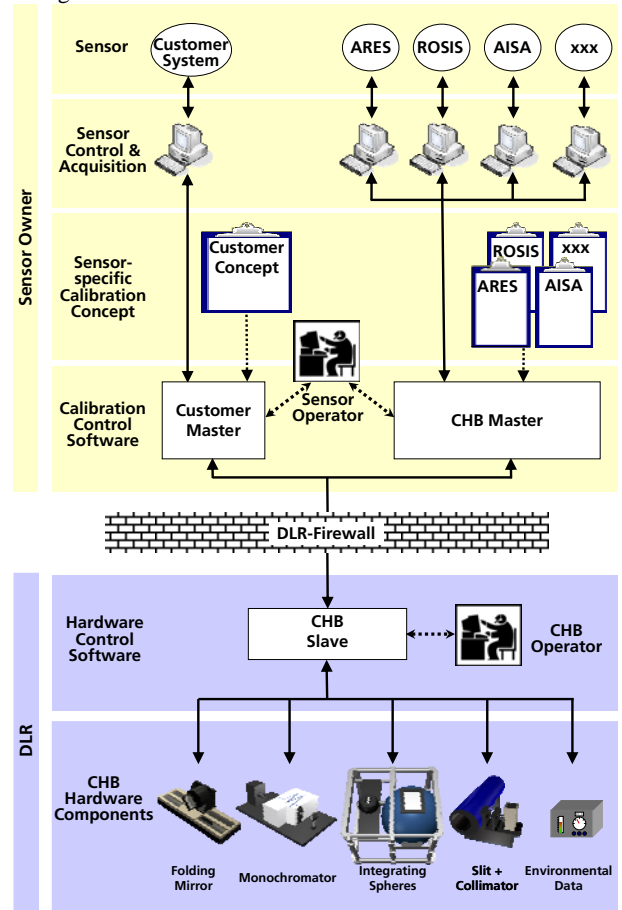 Sensor
Customer
System
ARES
ROSIS
AISA
xxx
Sensor
Control &
Acquisition
Sensor Owner
Sensor-
specific
Calibration
Concept
Customer
Concept
ROSIS
xxx
ARES
AISA
Calibration
Control
Software
Customer
Master
Sensor
Operator
CHB Master
DLR-Firewall
DLR
Hardware
Control
Software
CHB
Slave
CHB
Operator
CHB
Hardware
Components
Folding
Mirror
Monochromator
Integrating
Spheres
Slit +
Collimator
Environmental
Data